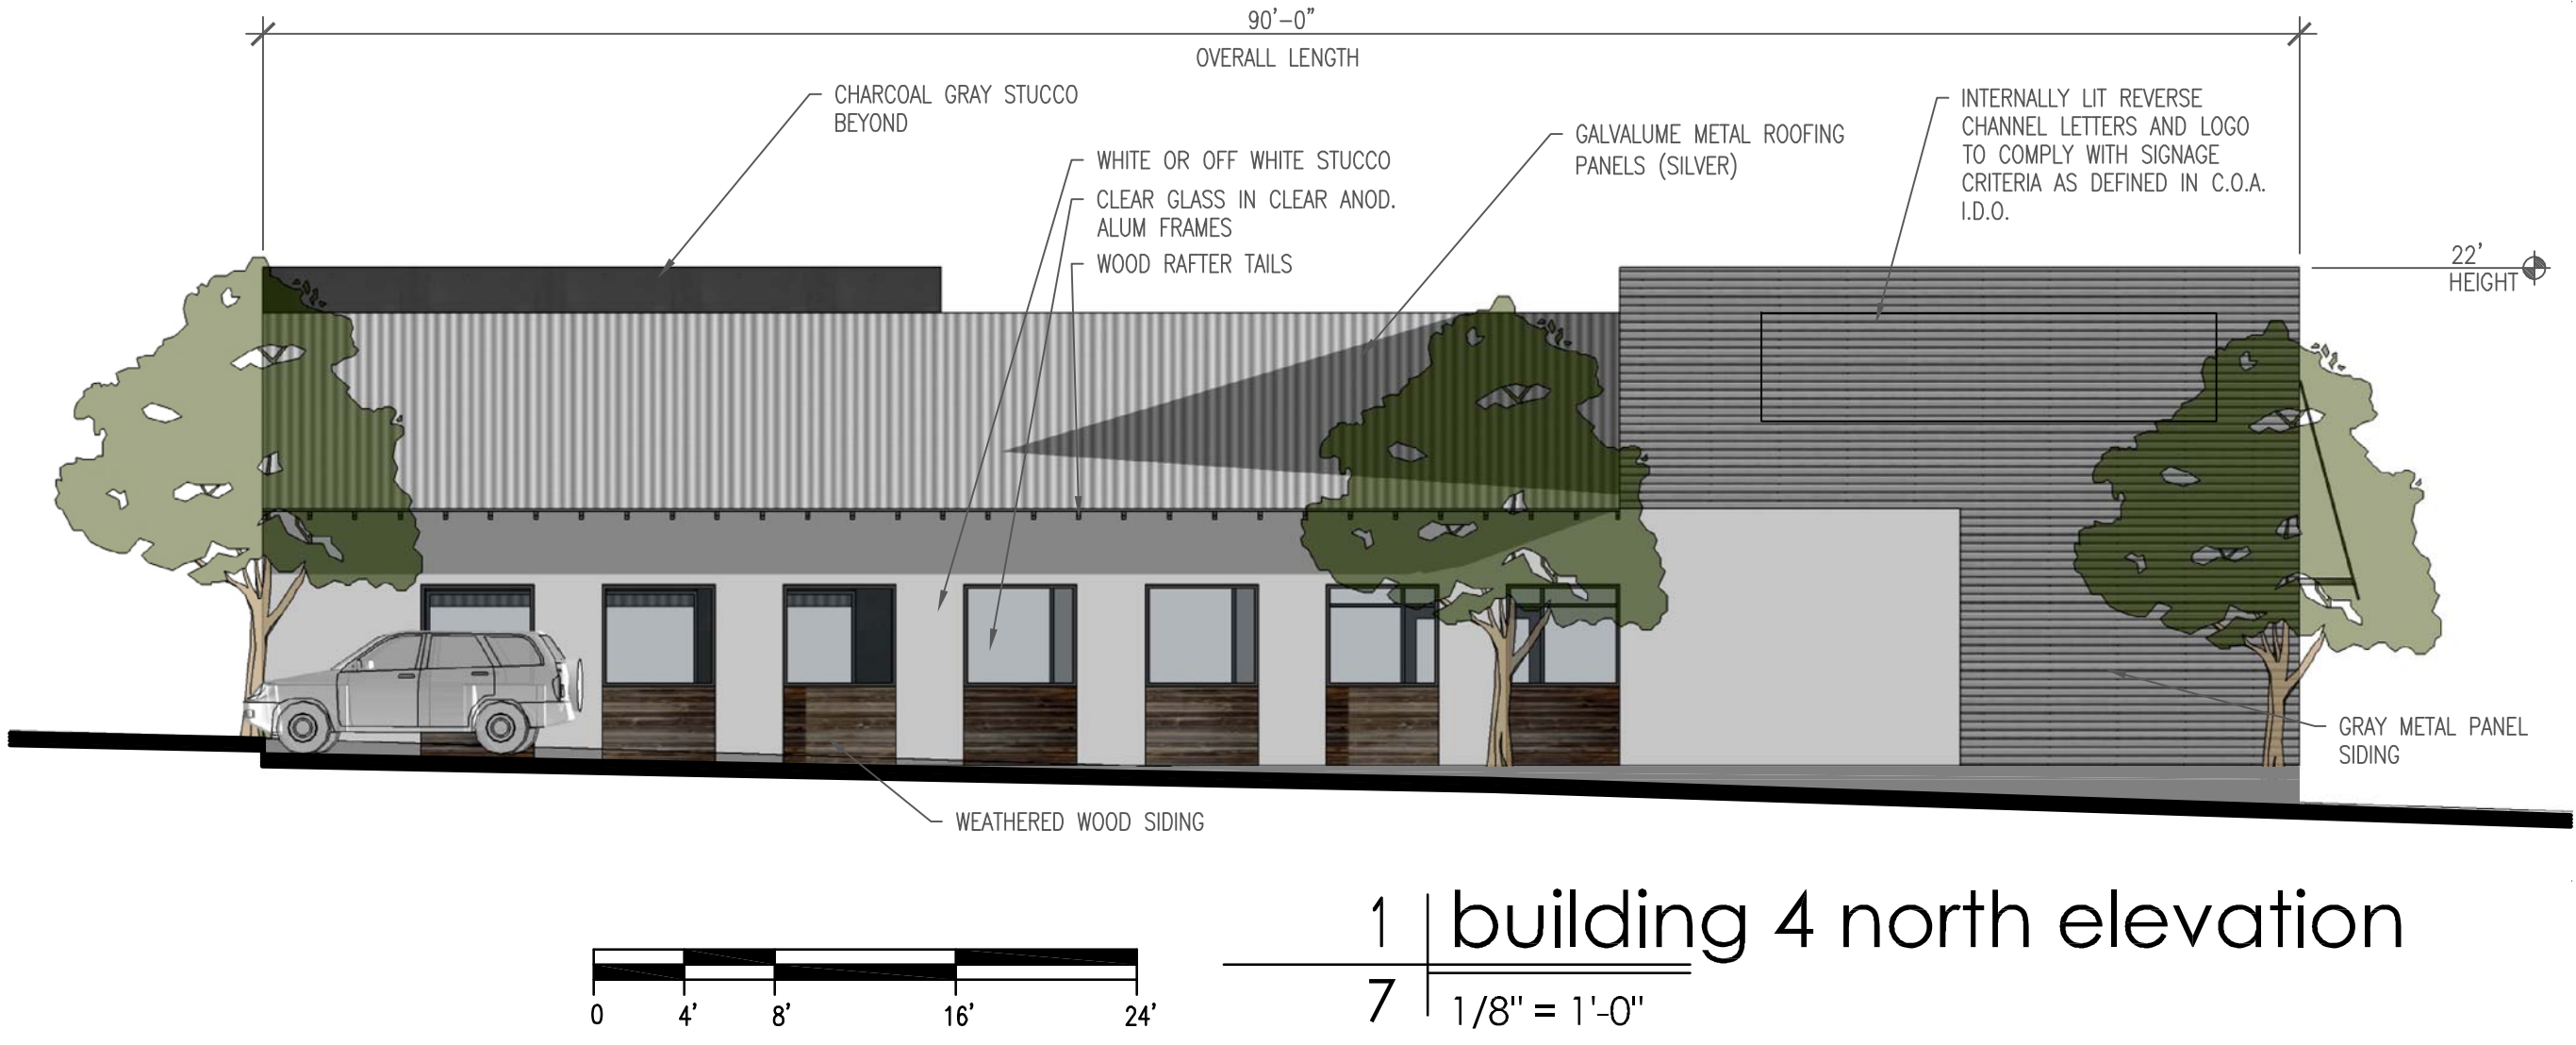 90'-0"
OVERALL LENGTH
CHARCOAL GRAY STUCCO
BEYOND
WHITE OR OFF WHITE STUCCO
CLEAR GLASS IN CLEAR ANOD.
ALUM FRAMES
WOOD RAFTER TAILS
GALVALUME METAL ROOFING
PANELS (SILVER)
INTERNALLY LIT REVERSE
CHANNEL LETTERS AND LOGO
TO COMPLY WITH SIGNAGE
CRITERIA AS DEFINED IN C.O.A.
I.D.O.
22'
HEIGHT
GRAY METAL PANEL
SIDING
WEATHERED WOOD SIDING
0 4' 8' 16' 24'
1 building 4 north elevation
7 1/8" = 1'-0"